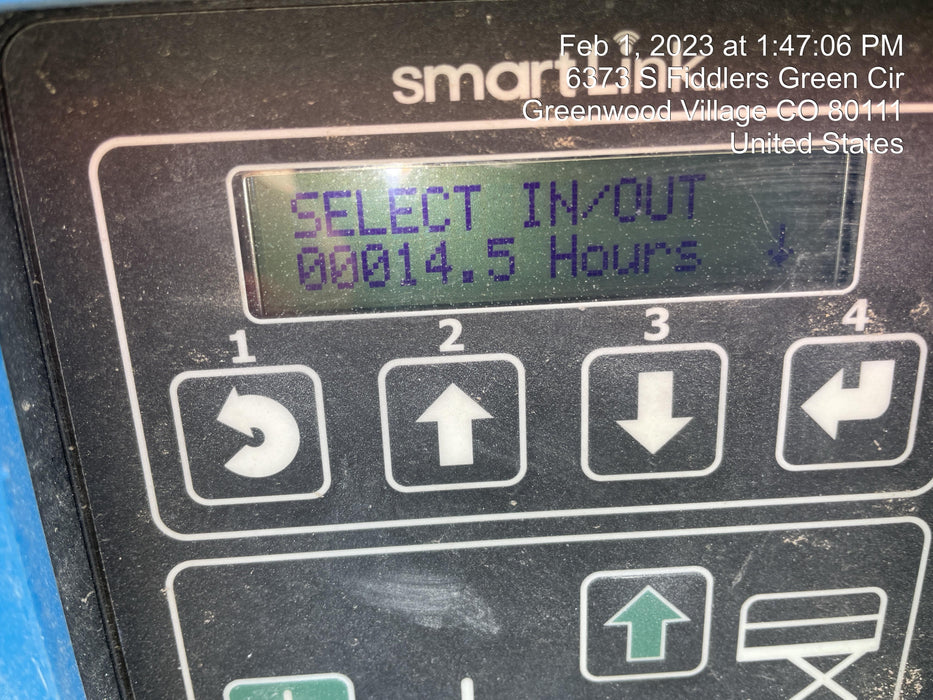 Feb 1, 2023 at 1:47:06 PM
smartLink
6373 S Fiddlers Green Cir
Greenwood Village CO 80111
United States
SELECT IN/OUT
00014.5 Hours ↓
1 2 3 4